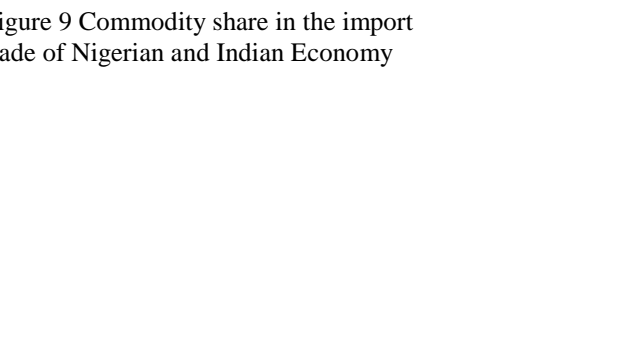 igure 9 Commodity share in the import
ade of Nigerian and Indian Economy